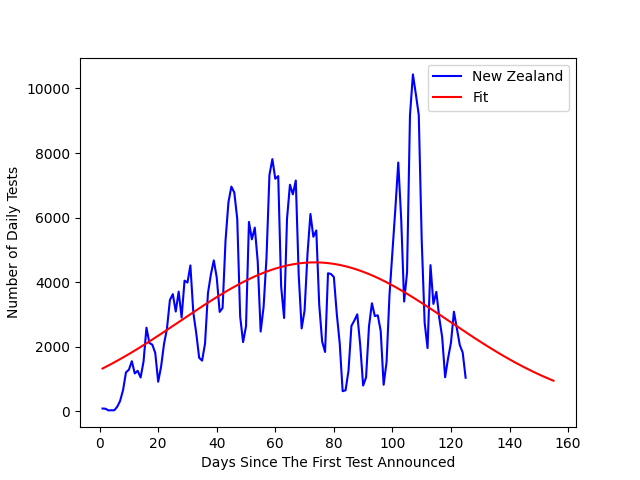 New Zealand
Fit
Number of Daily Tests
10000
8000
6000
4000
2000
0
0 20 40 60 80 100 120 140 160
Days Since The First Test Announced